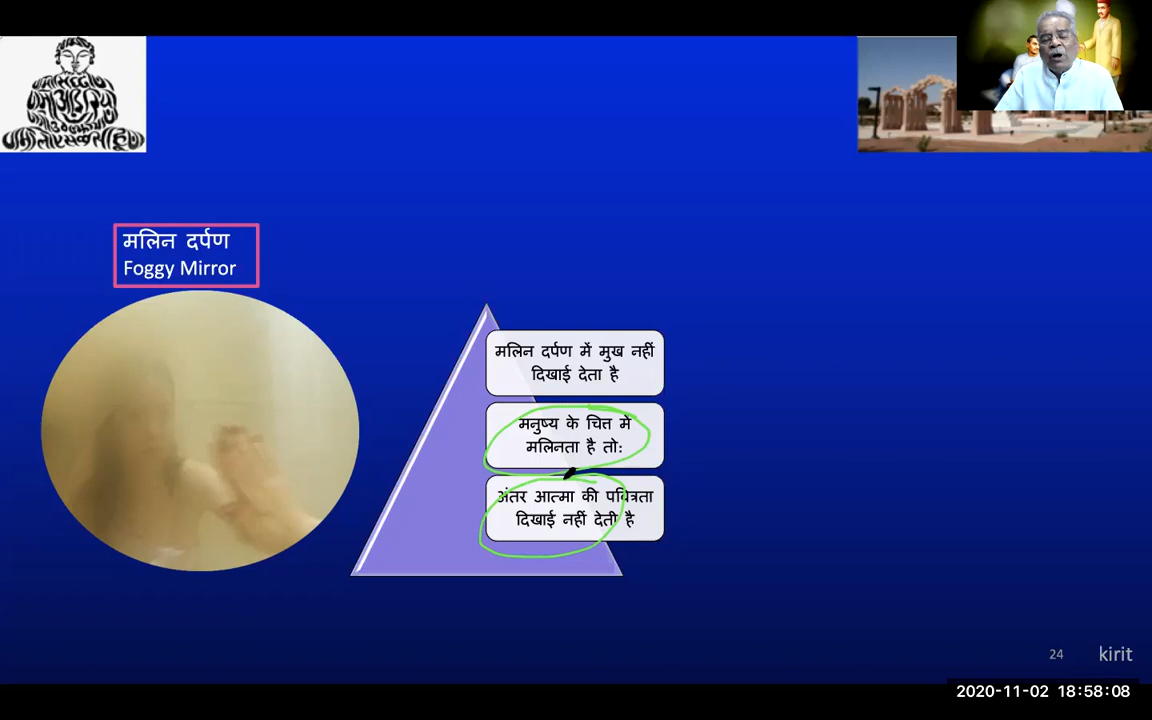 मलिन दर्पण
Foggy Mirror
मलिन दर्पण में मुख नहीं
दिखाई देता है
मनुष्य के चित्त में
मलिनता है तो:
अंतर आत्मा की पवित्रता
दिखाई नहीं देती है
24
kirit
2020-11-02 18:58:08